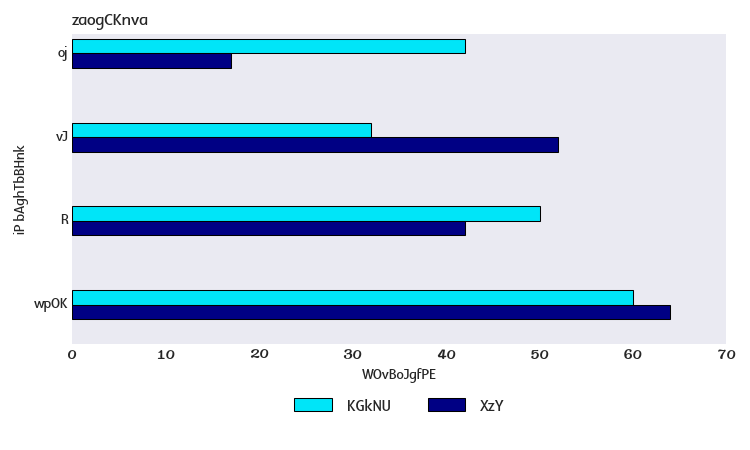 zaogCKnva
oj
vJ
R
wpOK
iP bAghTbBHnk
0 10 20 30 40 50 60 70
WOvBoJgfPE
KGkNU XzY